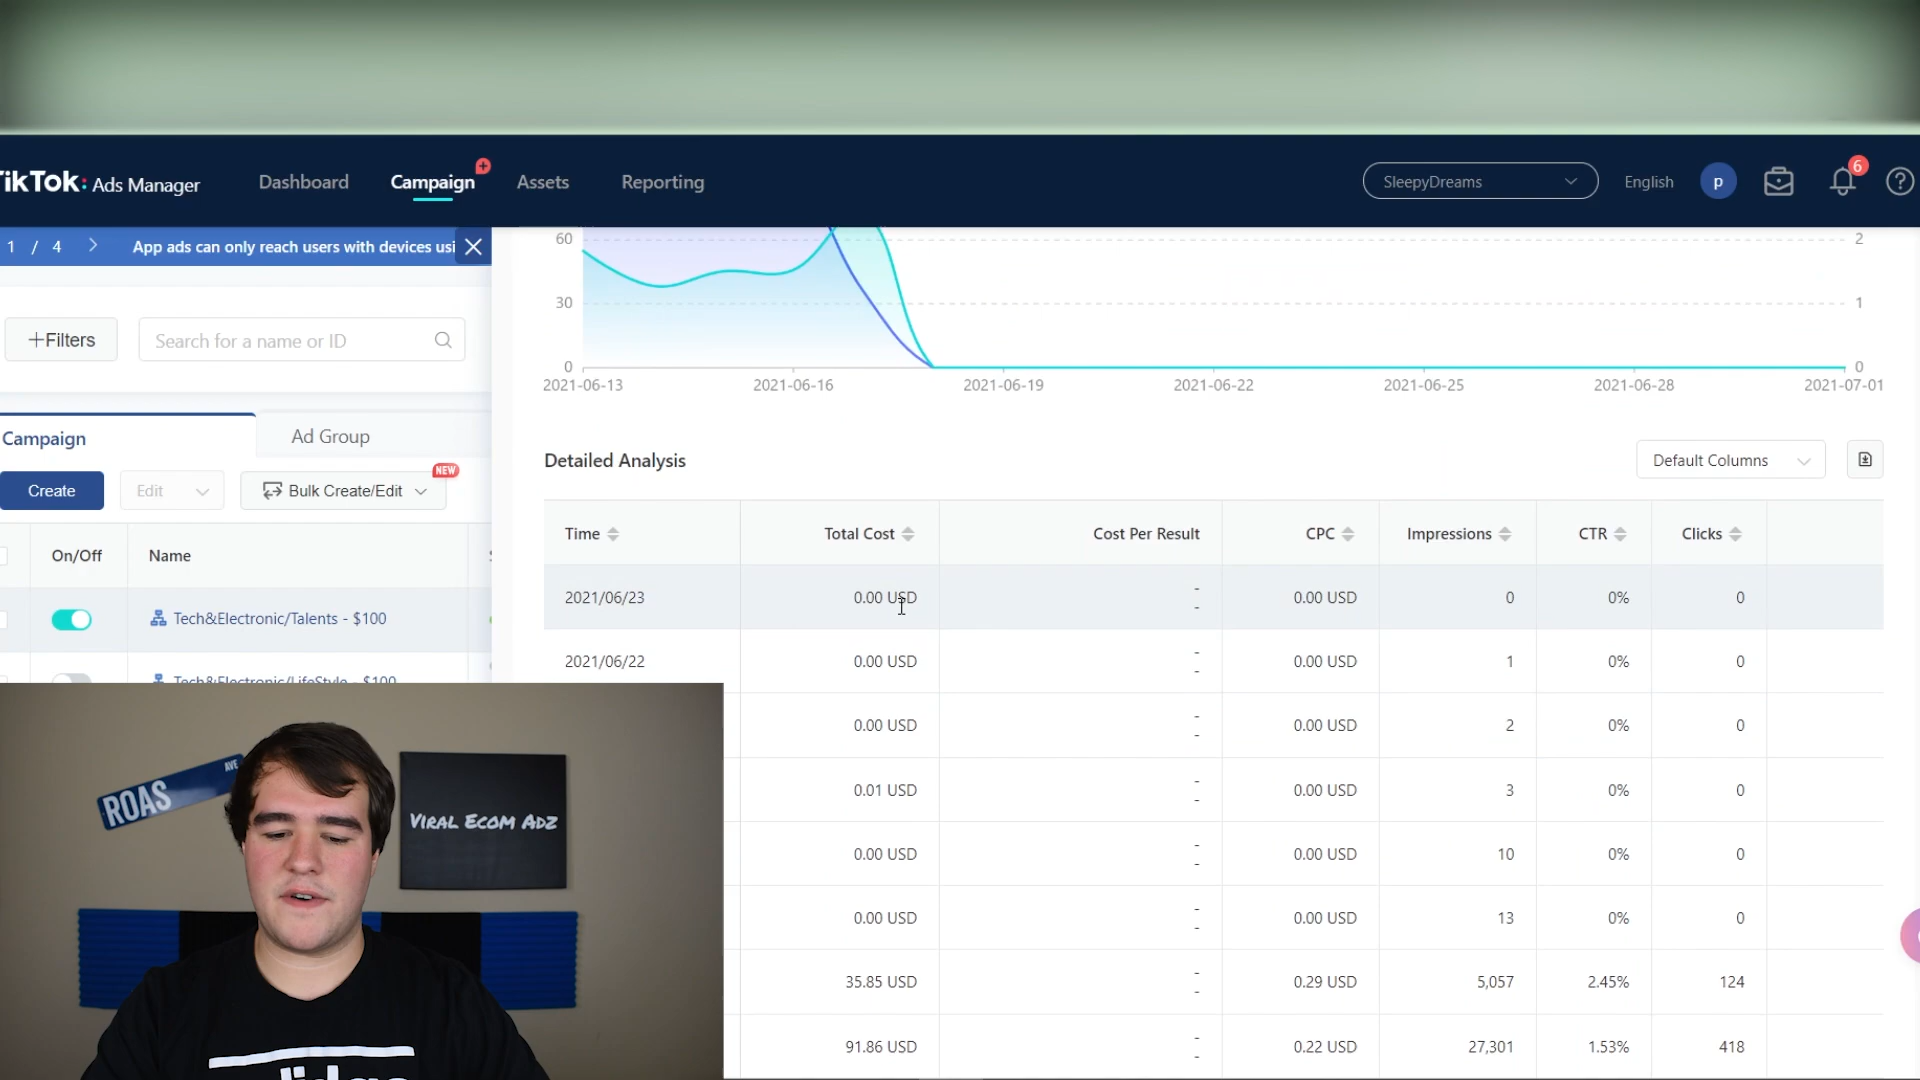 TikTok: Ads Manager
Dashboard
Campaign
Assets
Reporting
SleepyDreams
English
p
6
1 / 4
App ads can only reach users with devices usi
+Filters
Search for a name or ID
Campaign
Ad Group
Create
Edit
Bulk Create/Edit
NEW
On/Off
Name
Tech&Electronic/Talents - $100
Tech&Electronic/LifeStyle - $100
60
30
0
2
1
0
2021-06-13
2021-06-16
2021-06-19
2021-06-22
2021-06-25
2021-06-28
2021-07-01
Detailed Analysis
Default Columns
Time Total Cost Cost Per Result CPC Impressions CTR Clicks
2021/06/23 0.00 USD - 0.00 USD 0 0% 0
-
2021/06/22 0.00 USD - 0.00 USD 1 0% 0
-
0.00 USD - 0.00 USD 2 0% 0
-
0.01 USD - 0.00 USD 3 0% 0
-
0.00 USD - 0.00 USD 10 0% 0
-
0.00 USD - 0.00 USD 13 0% 0
-
35.85 USD - 0.29 USD 5,057 2.45% 124
-
91.86 USD - 0.22 USD 27,301 1.53% 418
-
ROAS AVE
VIRAL ECOM ADZ